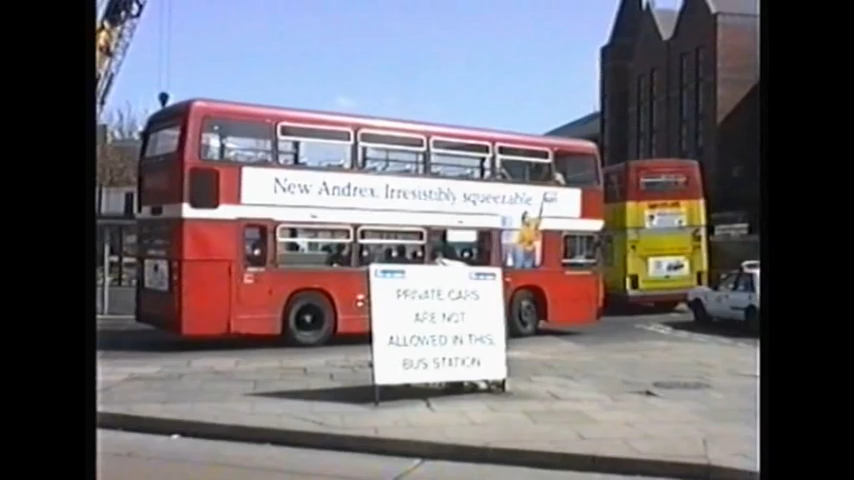 New Andrex. Irresistibly squeezable.
PRIVATE CARS
ARE NOT
ALLOWED IN THIS
BUS STATION